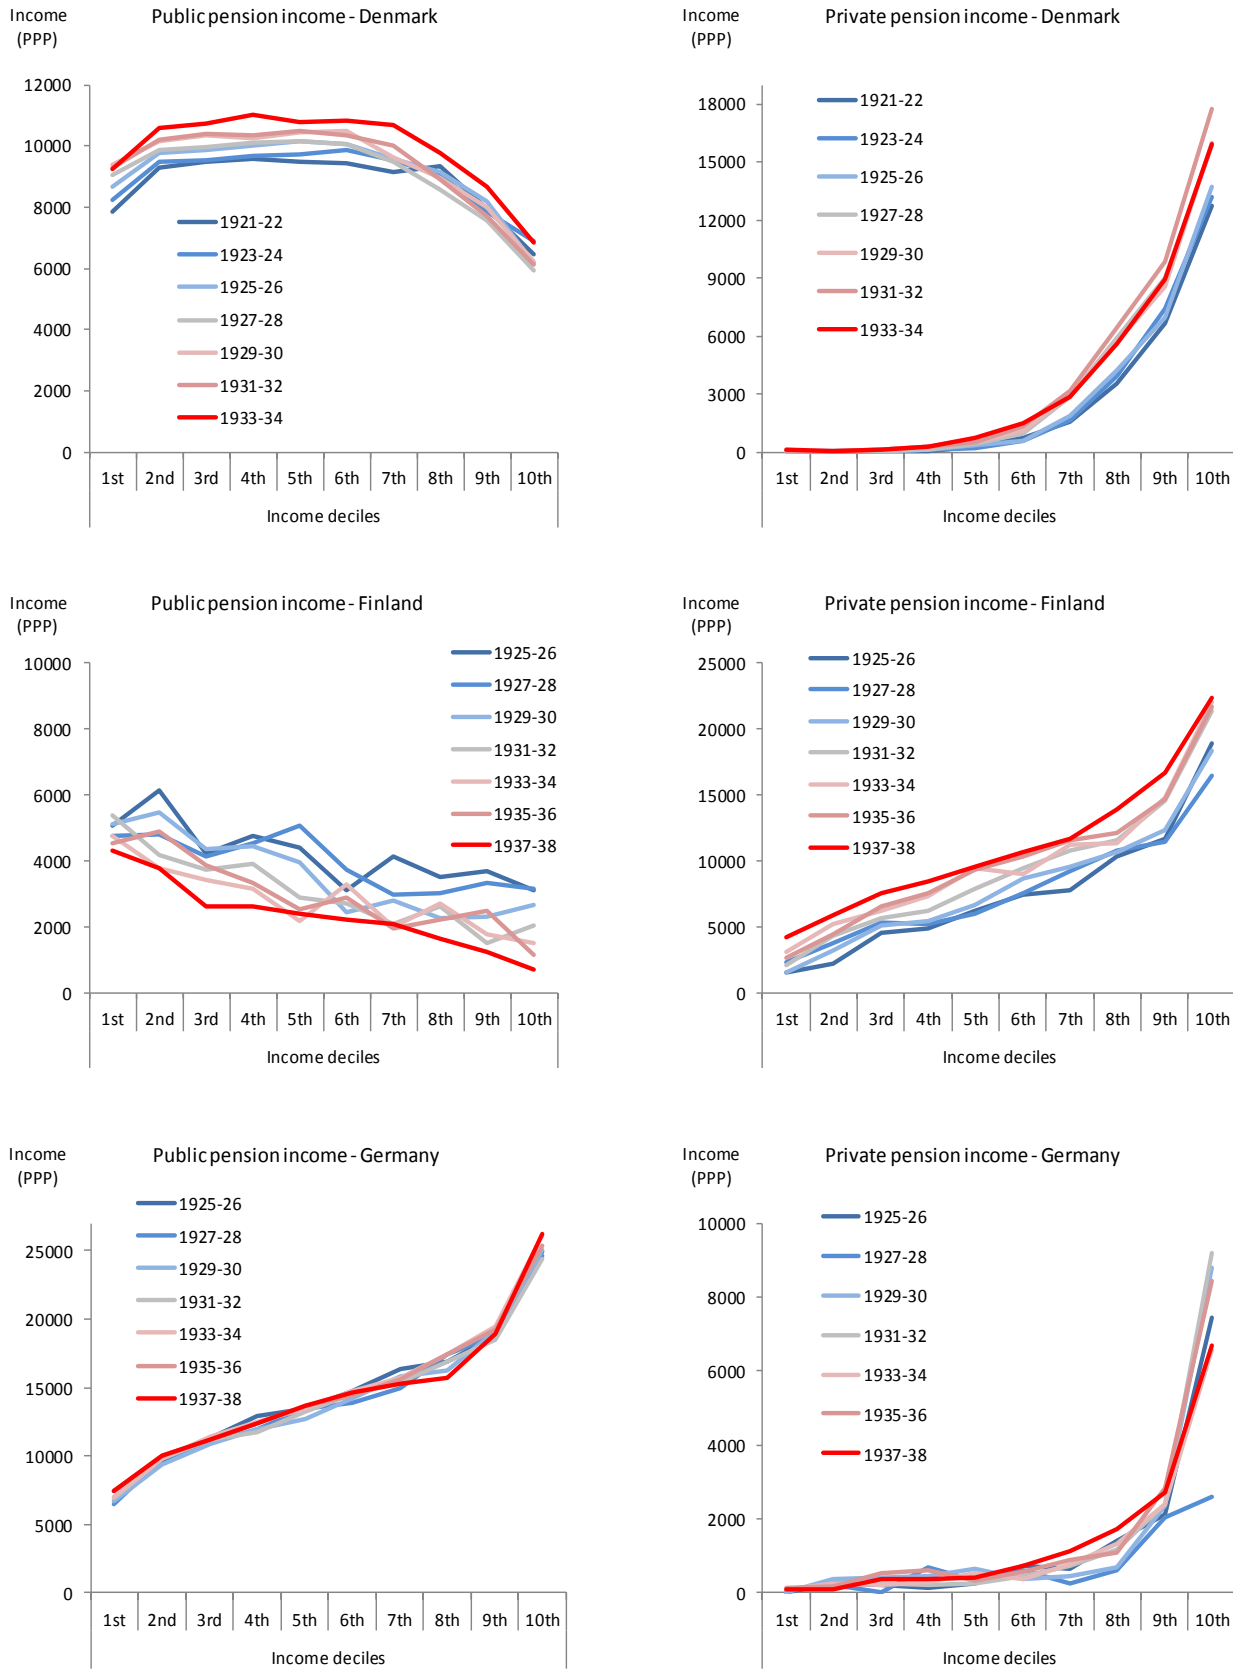 Income
(PPP)
Public pension income - Denmark
12000
10000
8000
6000
4000
2000
0
1921-22
1923-24
1925-26
1927-28
1929-30
1931-32
1933-34
1st 2nd 3rd 4th 5th 6th 7th 8th 9th 10th
Income deciles
Income
(PPP)
Private pension income - Denmark
18000
15000
12000
9000
6000
3000
0
1921-22
1923-24
1925-26
1927-28
1929-30
1931-32
1933-34
1st 2nd 3rd 4th 5th 6th 7th 8th 9th 10th
Income deciles
Income
(PPP)
Public pension income - Finland
10000
8000
6000
4000
2000
0
1925-26
1927-28
1929-30
1931-32
1933-34
1935-36
1937-38
1st 2nd 3rd 4th 5th 6th 7th 8th 9th 10th
Income deciles
Income
(PPP)
Private pension income - Finland
25000
20000
15000
10000
5000
0
1925-26
1927-28
1929-30
1931-32
1933-34
1935-36
1937-38
1st 2nd 3rd 4th 5th 6th 7th 8th 9th 10th
Income deciles
Income
(PPP)
Public pension income - Germany
25000
20000
15000
10000
5000
0
1925-26
1927-28
1929-30
1931-32
1933-34
1935-36
1937-38
1st 2nd 3rd 4th 5th 6th 7th 8th 9th 10th
Income deciles
Income
(PPP)
Private pension income - Germany
10000
8000
6000
4000
2000
0
1925-26
1927-28
1929-30
1931-32
1933-34
1935-36
1937-38
1st 2nd 3rd 4th 5th 6th 7th 8th 9th 10th
Income deciles